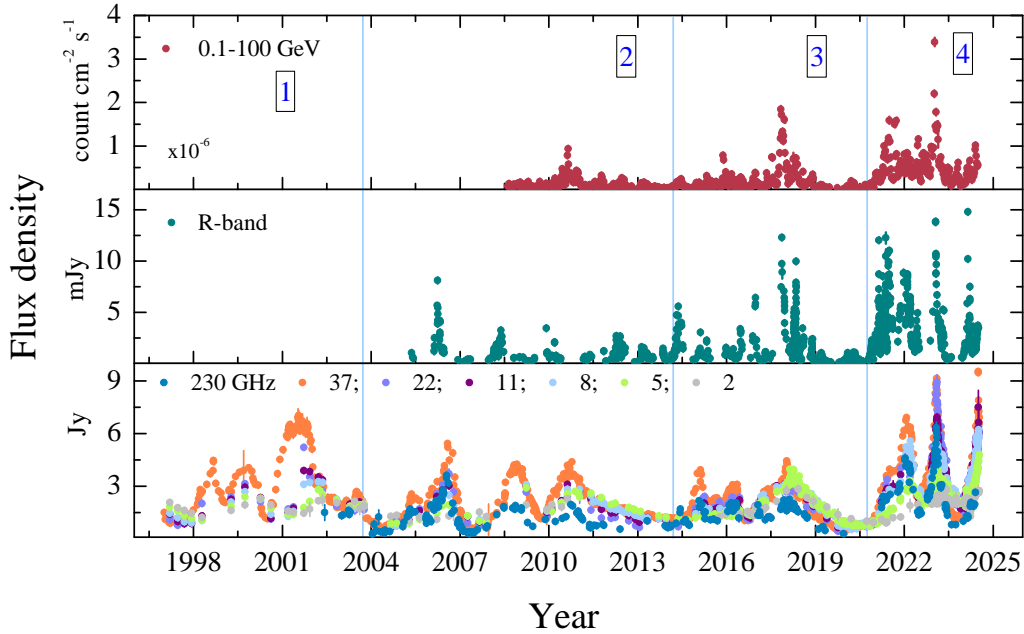 Flux density
count cm-2 s-1
4
3
2
1
0.1-100 GeV
x10-6
1
2
3
4
mJy
15
10
5
R-band
Jy
9
6
3
230 GHz 37; 22; 11; 8; 5; 2
1998 2001 2004 2007 2010 2013 2016 2019 2022 2025
Year